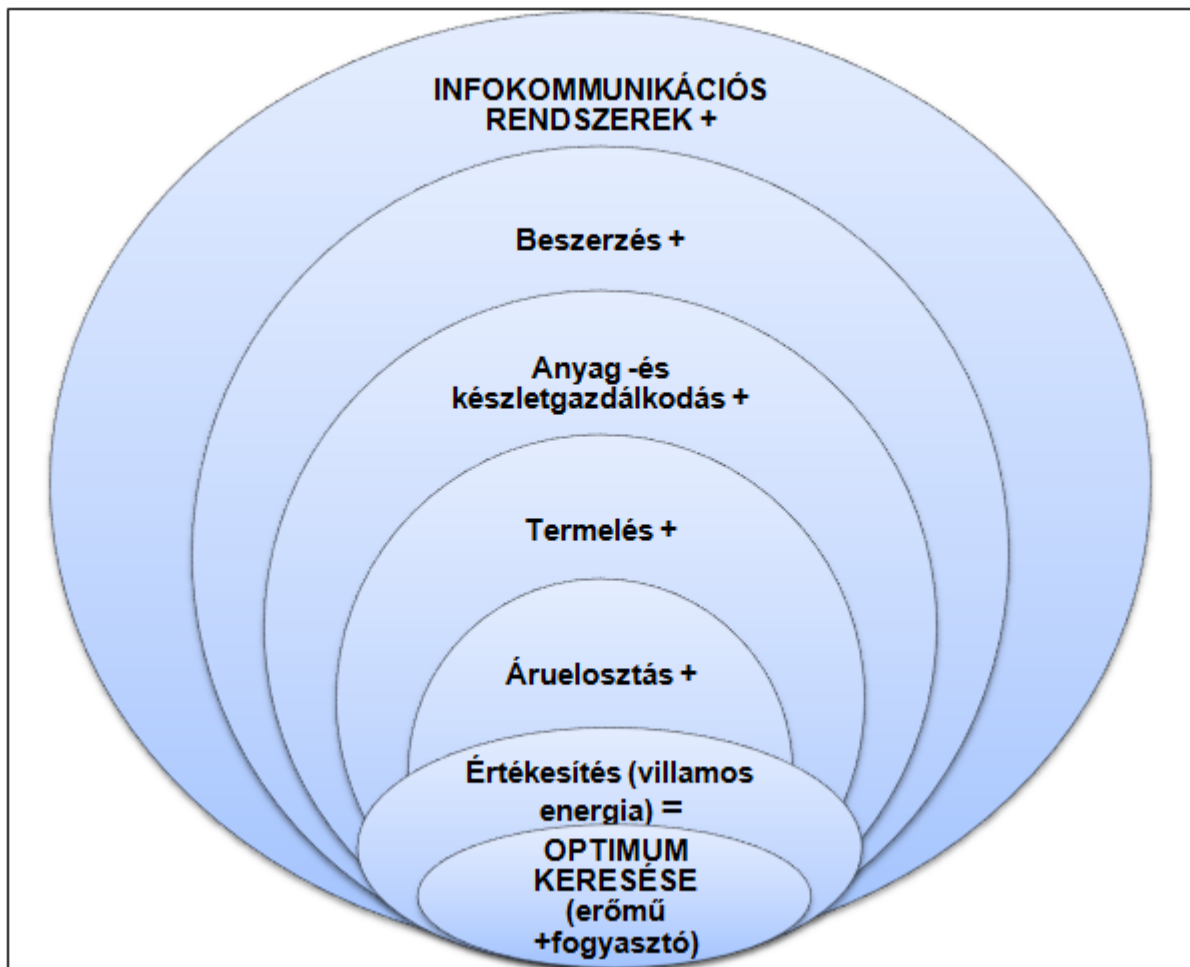 INFOKOMMUNIKÁCIÓS
RENDSZEREK +
Beszerzés +
Anyag -és
készletgazdálkodás +
Termelés +
Áruelosztás +
Értékesítés (villamos
energia) =
OPTIMUM
KERESÉSE
(erőmű
+fogyasztó)